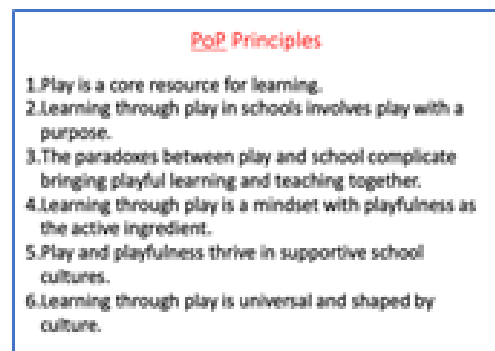 PoP Principles
1.Play is a core resource for learning.
2.Learning through play in schools involves play with a
purpose.
3.The paradoxes between play and school complicate
bringing playful learning and teaching together.
4.Learning through play is a mindset with playfulness as
the active ingredient.
5.Play and playfulness thrive in supportive school
cultures.
6.Learning through play is universal and shaped by
culture.